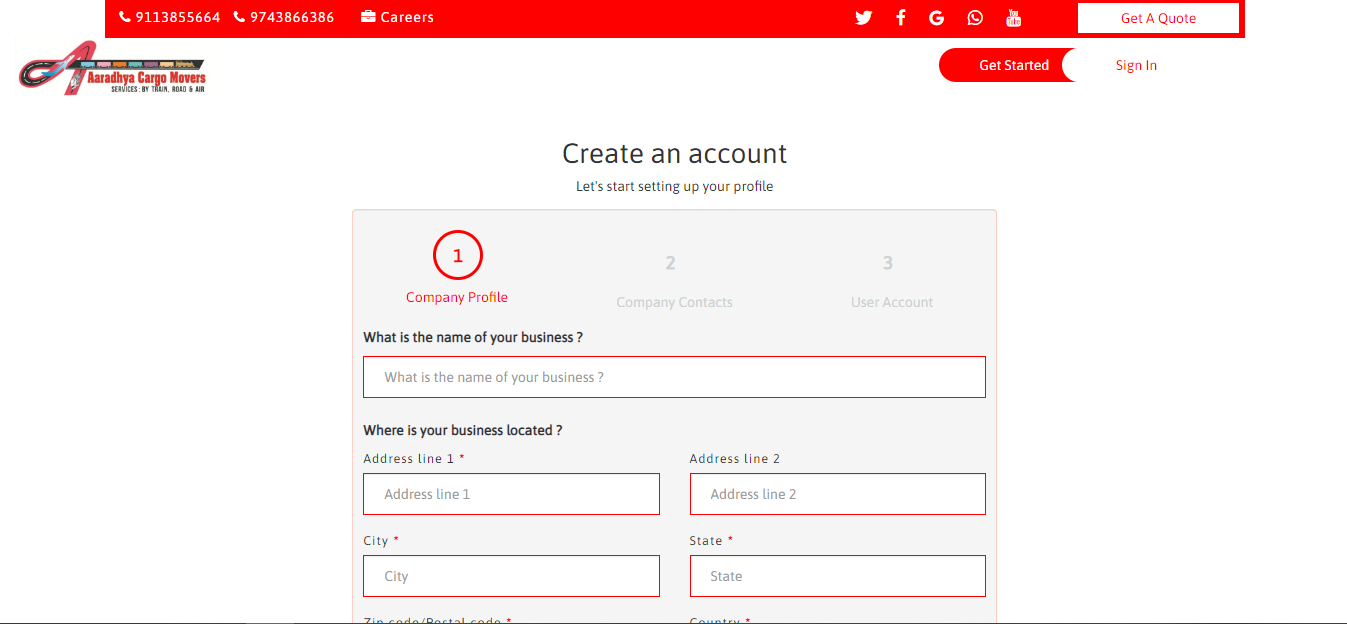 9113855664 9743866386 Careers
You
Tube
Get A Quote
Aaradhya Cargo Movers
SERVICES : BY TRAIN, ROAD & AIR
Get Started
Sign In
Create an account
Let's start setting up your profile
1 2 3
Company Profile Company Contacts User Account
What is the name of your business ?
What is the name of your business ?
Where is your business located ?
Address line 1 * Address line 2
Address line 1 Address line 2
City * State *
City State
Zip code/Postal code * Country *